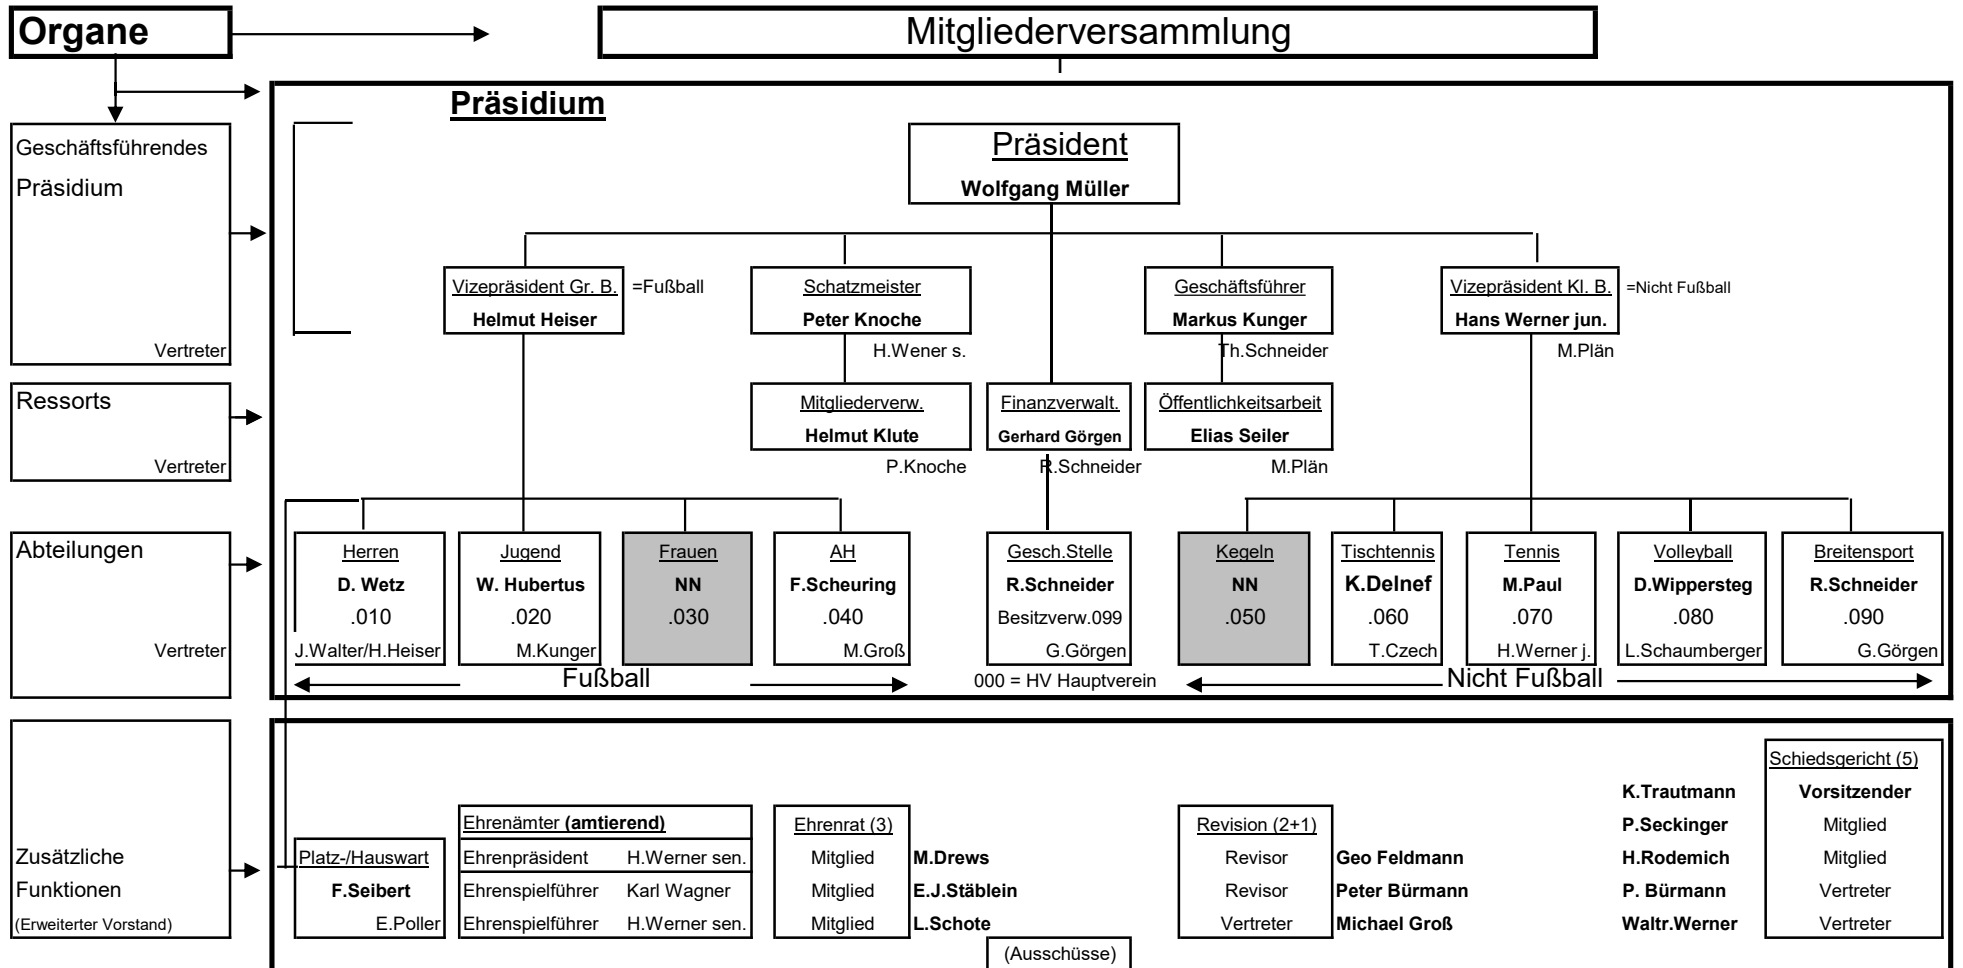 Organe
Mitgliederversammlung
Präsidium
Geschäftsführendes
Präsidium
Vertreter
Präsident
Wolfgang Müller
Vizepräsident Gr. B.
Helmut Heiser
=Fußball
Schatzmeister
Peter Knoche
H.Wener s.
Geschäftsführer
Markus Kunger
Th.Schneider
Vizepräsident Kl. B.
Hans Werner jun.
=Nicht Fußball
M.Plän
Ressorts
Vertreter
Mitgliederverw.
Helmut Klute
P.Knoche
Finanzverwalt.
Gerhard Görgen
R.Schneider
Öffentlichkeitsarbeit
Elias Seiler
M.Plän
Abteilungen
Vertreter
Herren
D. Wetz
.010
J.Walter/H.Heiser
Jugend
W. Hubertus
.020
M.Kunger
Frauen
NN
.030
AH
F.Scheuring
.040
M.Groß
Gesch.Stelle
R.Schneider
Besitzverw.099
G.Görgen
Kegeln
NN
.050
Tischtennis
K.Delnef
.060
T.Czech
Tennis
M.Paul
.070
H.Werner j.
Volleyball
D.Wippersteg
.080
L.Schaumberger
Breitensport
R.Schneider
.090
G.Görgen
Fußball
000 = HV Hauptverein
Nicht Fußball
Zusätzliche
Funktionen
(Erweiterter Vorstand)
Platz-/Hauswart
F.Seibert
E.Poller
Ehrenämter (amtierend)
Ehrenpräsident H.Werner sen.
Ehrenspielführer Karl Wagner
Ehrenspielführer H.Werner sen.
Ehrenrat (3)
Mitglied M.Drews
Mitglied E.J.Stäblein
Mitglied L.Schote
(Ausschüsse)
Revision (2+1)
Revisor Geo Feldmann
Revisor Peter Bürmann
Vertreter Michael Groß
Schiedsgericht (5)
K.Trautmann Vorsitzender
P.Seckinger Mitglied
H.Rodemich Mitglied
P. Bürmann Vertreter
Waltr.Werner Vertreter